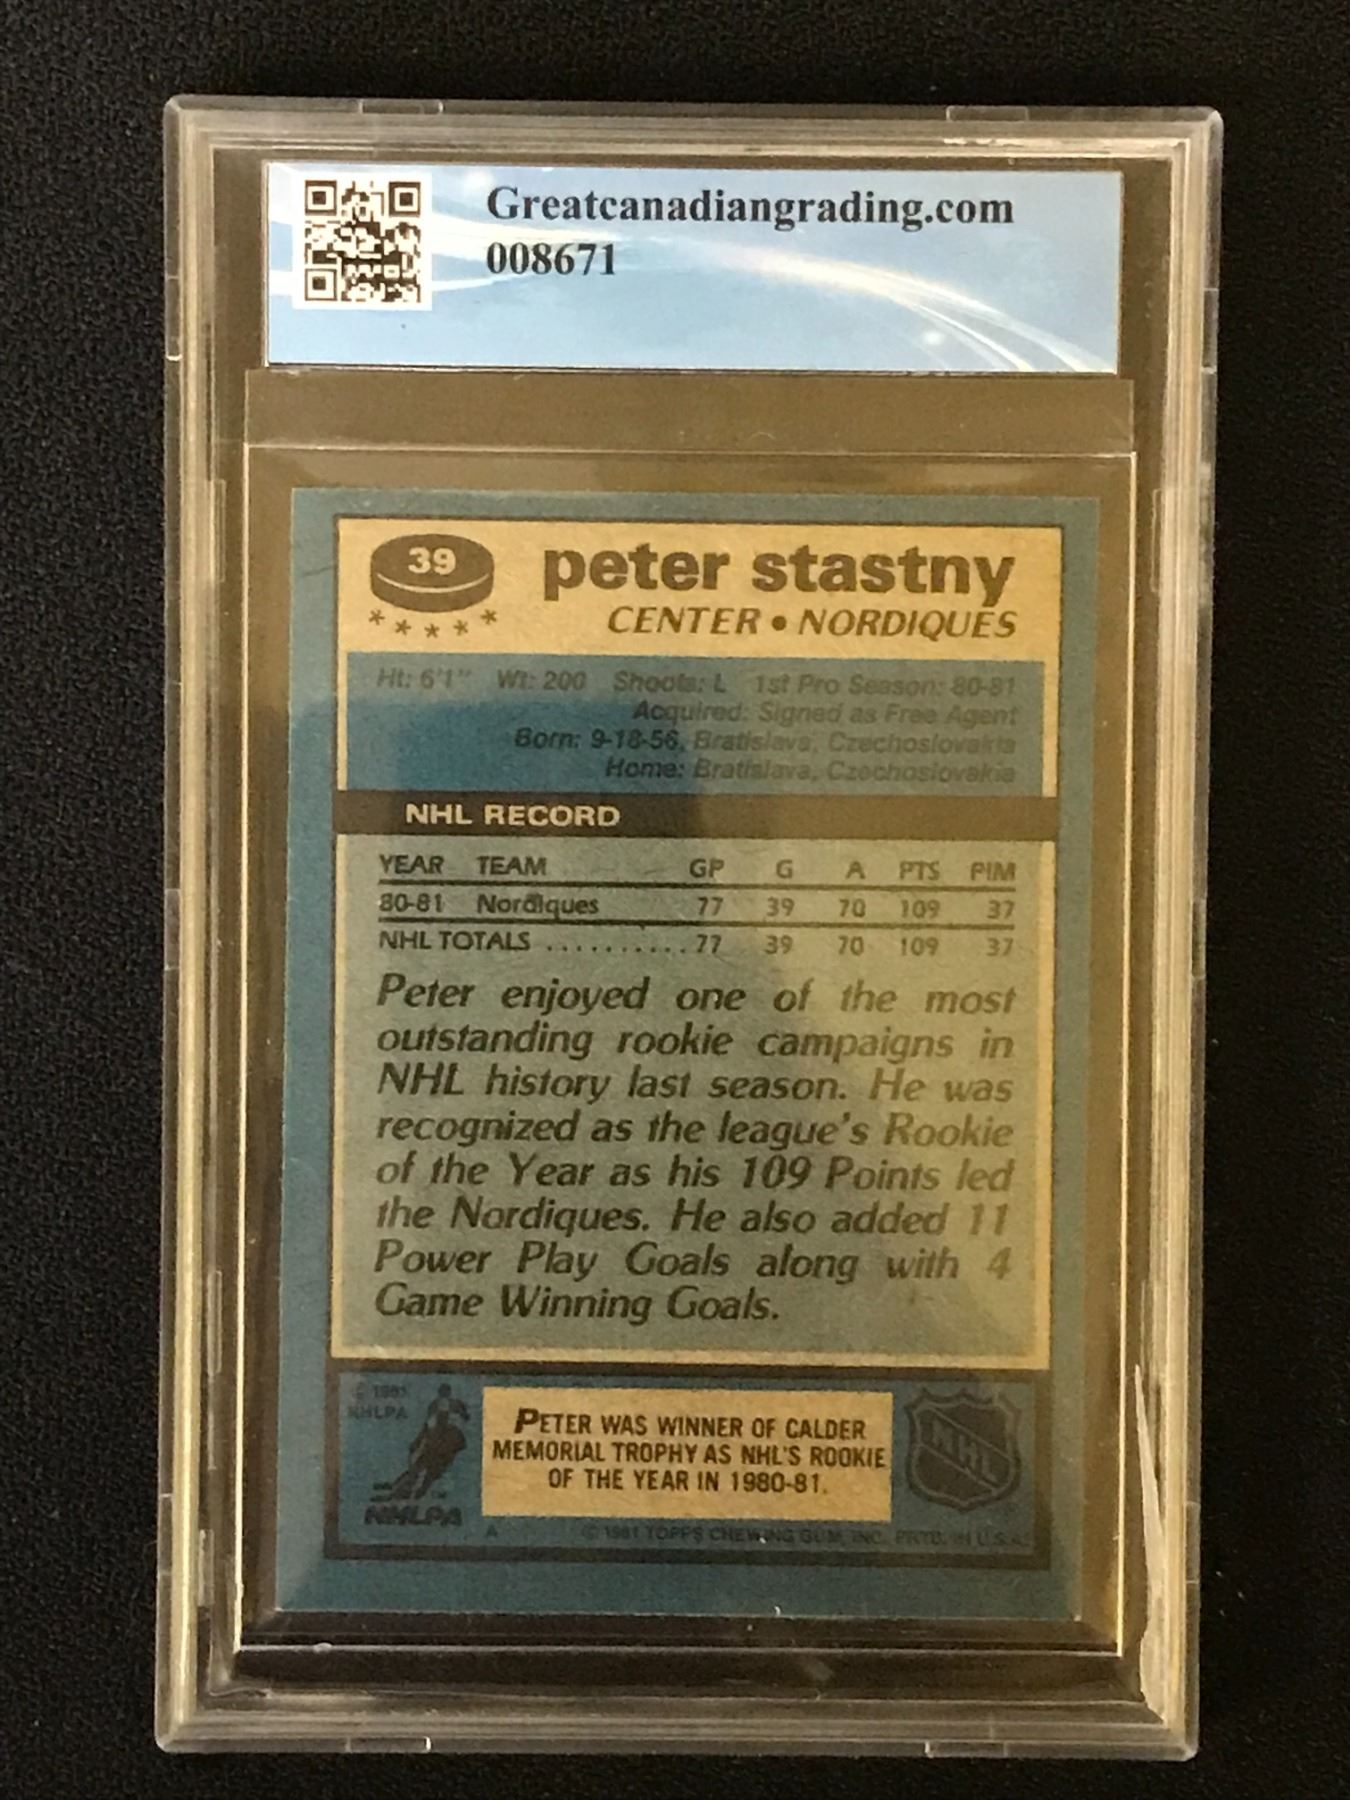 Greatcanadiangrading.com
008671
39
peter stastny
CENTER • NORDIQUES
Ht: 6'1" Wt: 200 Shoots: L 1st Pro Season: 80-81
Acquired: Signed as Free Agent
Born: 9-18-56, Bratislava, Czechoslovakia
Home: Bratislava, Czechoslovakia
NHL RECORD
YEAR TEAM GP G A PTS PIM
80-81 Nordiques 77 39 70 109 37
NHL TOTALS ..........77 39 70 109 37
Peter enjoyed one of the most
outstanding rookie campaigns in
NHL history last season. He was
recognized as the league's Rookie
of the Year as his 109 Points led
the Nordiques. He also added 11
Power Play Goals along with 4
Game Winning Goals.
© 1981
NHLPA
NHLPA
PETER WAS WINNER OF CALDER
MEMORIAL TROPHY AS NHL'S ROOKIE
OF THE YEAR IN 1980-81.
NHL
A © 1981 TOPPS CHEWING GUM, INC. PRTD. IN U.S.A.